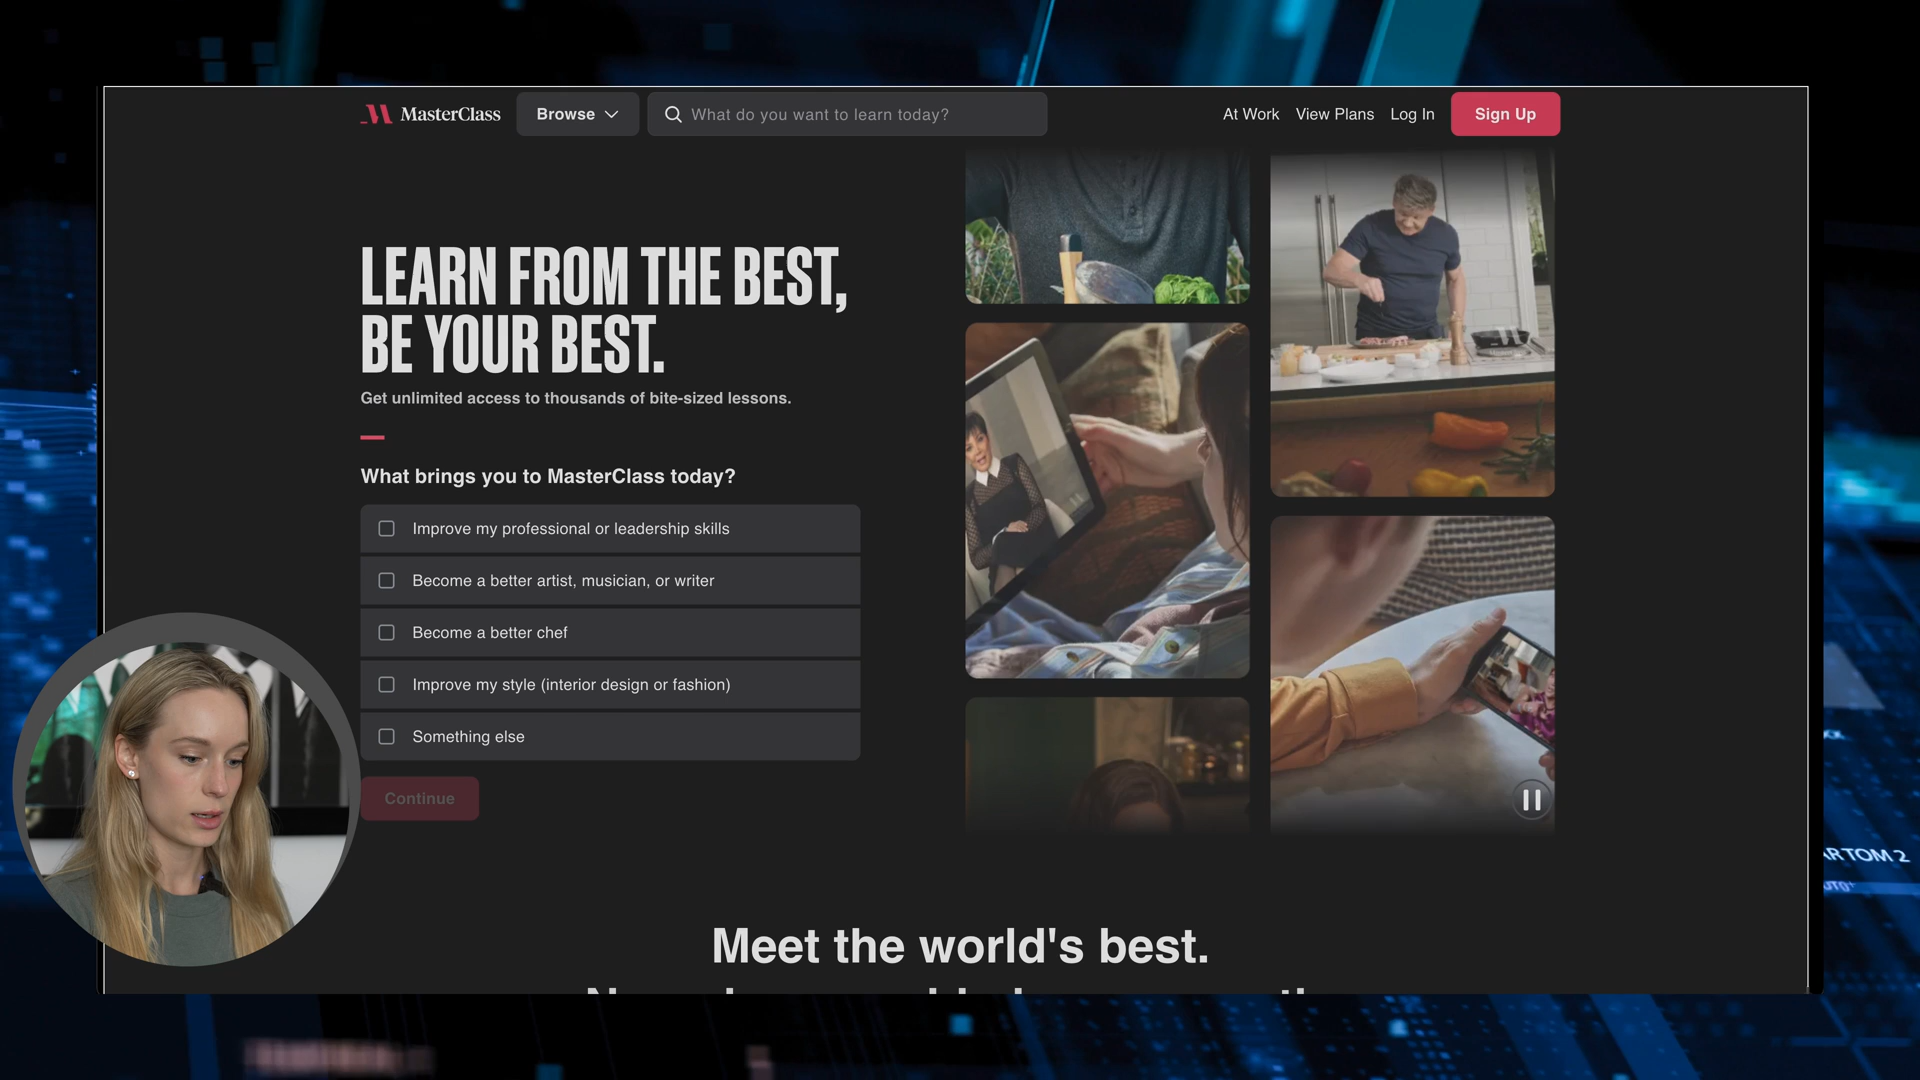 MasterClass
Browse
What do you want to learn today?
At Work
View Plans
Log In
Sign Up
LEARN FROM THE BEST,
BE YOUR BEST.
Get unlimited access to thousands of bite-sized lessons.
What brings you to MasterClass today?
Improve my professional or leadership skills
Become a better artist, musician, or writer
Become a better chef
Improve my style (interior design or fashion)
Something else
Continue
TOM 2
Meet the world's best.